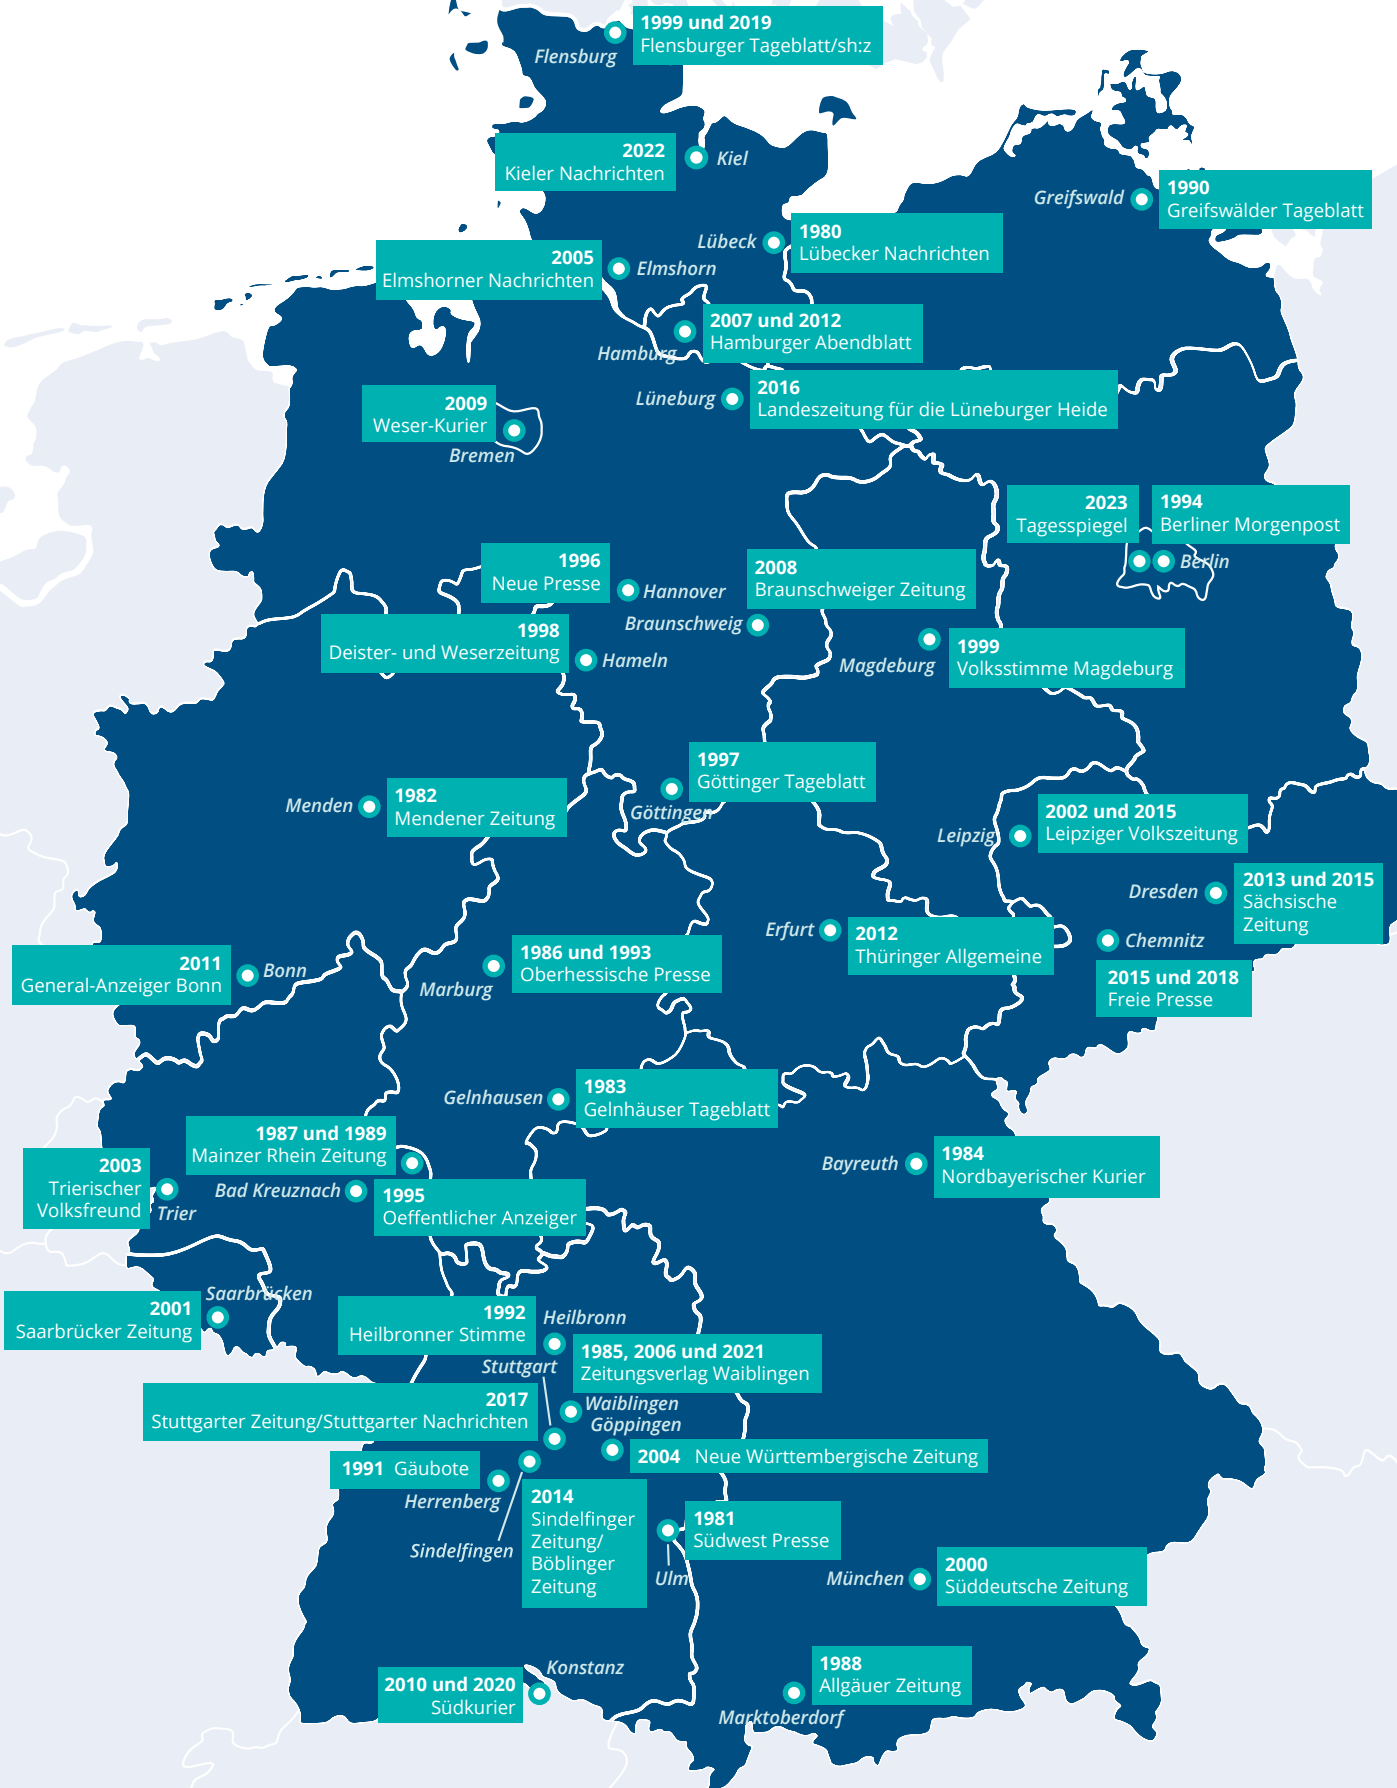 1999 und 2019
Flensburger Tageblatt/sh:z
Flensburg
2022
Kieler Nachrichten
Kiel
1990
Greifswälder Tageblatt
Greifswald
1980
Lübecker Nachrichten
Lübeck
2005
Elmshorner Nachrichten
Elmshorn
2007 und 2012
Hamburger Abendblatt
Hamburg
2016
Landeszeitung für die Lüneburger Heide
Lüneburg
2009
Weser-Kurier
Bremen
2023
Tagesspiegel
1994
Berliner Morgenpost
Berlin
1996
Neue Presse
Hannover
2008
Braunschweiger Zeitung
Braunschweig
1998
Deister- und Weserzeitung
Hameln
1999
Volksstimme Magdeburg
Magdeburg
1997
Göttinger Tageblatt
Göttingen
Menden
1982
Mendener Zeitung
2002 und 2015
Leipziger Volkszeitung
Leipzig
Dresden
2013 und 2015
Sächsische
Zeitung
Erfurt
2012
Thüringer Allgemeine
Chemnitz
2015 und 2018
Freie Presse
2011
General-Anzeiger Bonn
Bonn
1986 und 1993
Oberhessische Presse
Marburg
Gelnhausen
1983
Gelnhäuser Tageblatt
1987 und 1989
Mainzer Rhein Zeitung
2003
Trierischer
Volksfreund
Trier
Bad Kreuznach
1995
Oeffentlicher Anzeiger
Bayreuth
1984
Nordbayerischer Kurier
Saarbrücken
2001
Saarbrücker Zeitung
1992
Heilbronner Stimme
Heilbronn
1985, 2006 und 2021
Zeitungsverlag Waiblingen
Stuttgart
2017
Stuttgarter Zeitung/Stuttgarter Nachrichten
Waiblingen
Göppingen
2004 Neue Württembergische Zeitung
1991 Gäubote
Herrenberg
Sindelfingen
2014
Sindelfinger
Zeitung/
Böblinger
Zeitung
1981
Südwest Presse
Ulm
München
2000
Süddeutsche Zeitung
Konstanz
2010 und 2020
Südkurier
1988
Allgäuer Zeitung
Marktoberdorf